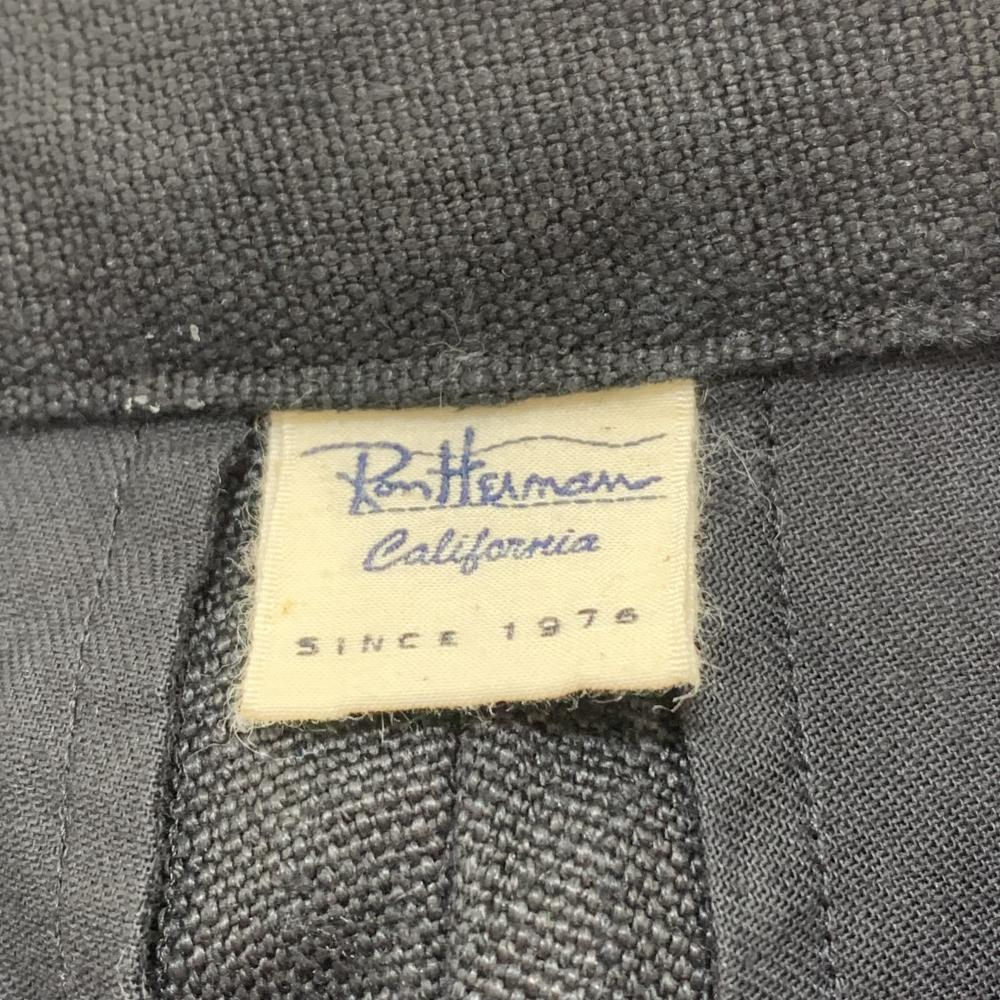 Ron Herman
California
SINCE 1976